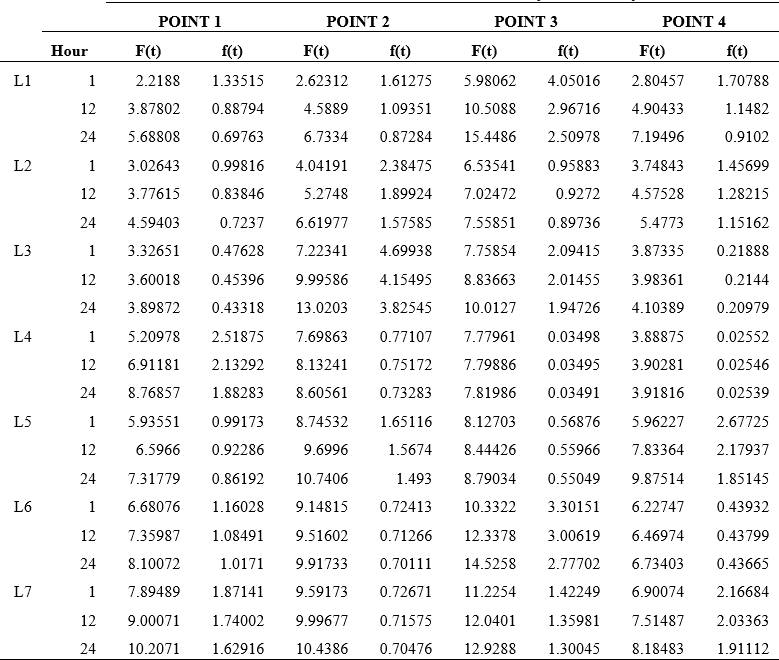 POINT 1 POINT 2 POINT 3 POINT 4
Hour F(t) f(t) F(t) f(t) F(t) f(t) F(t) f(t)
L1 1 2.2188 1.33515 2.62312 1.61275 5.98062 4.05016 2.80457 1.70788
12 3.87802 0.88794 4.5889 1.09351 10.5088 2.96716 4.90433 1.1482
24 5.68808 0.69763 6.7334 0.87284 15.4486 2.50978 7.19496 0.9102
L2 1 3.02643 0.99816 4.04191 2.38475 6.53541 0.95883 3.74843 1.45699
12 3.77615 0.83846 5.2748 1.89924 7.02472 0.9272 4.57528 1.28215
24 4.59403 0.7237 6.61977 1.57585 7.55851 0.89736 5.4773 1.15162
L3 1 3.32651 0.47628 7.22341 4.69938 7.75854 2.09415 3.87335 0.21888
12 3.60018 0.45396 9.99586 4.15495 8.83663 2.01455 3.98361 0.2144
24 3.89872 0.43318 13.0203 3.82545 10.0127 1.94726 4.10389 0.20979
L4 1 5.20978 2.51875 7.69863 0.77107 7.77961 0.03498 3.88875 0.02552
12 6.91181 2.13292 8.13241 0.75172 7.79886 0.03495 3.90281 0.02546
24 8.76857 1.88283 8.60561 0.73283 7.81986 0.03491 3.91816 0.02539
L5 1 5.93551 0.99173 8.74532 1.65116 8.12703 0.56876 5.96227 2.67725
12 6.5966 0.92286 9.6996 1.5674 8.44426 0.55966 7.83364 2.17937
24 7.31779 0.86192 10.7406 1.493 8.79034 0.55049 9.87514 1.85145
L6 1 6.68076 1.16028 9.14815 0.72413 10.3322 3.30151 6.22747 0.43932
12 7.35987 1.08491 9.51602 0.71266 12.3378 3.00619 6.46974 0.43799
24 8.10072 1.0171 9.91733 0.70111 14.5258 2.77702 6.73403 0.43665
L7 1 7.89489 1.87141 9.59173 0.72671 11.2254 1.42249 6.90074 2.16684
12 9.00071 1.74002 9.99677 0.71575 12.0401 1.35981 7.51487 2.03363
24 10.2071 1.62916 10.4386 0.70476 12.9288 1.30045 8.18483 1.91112